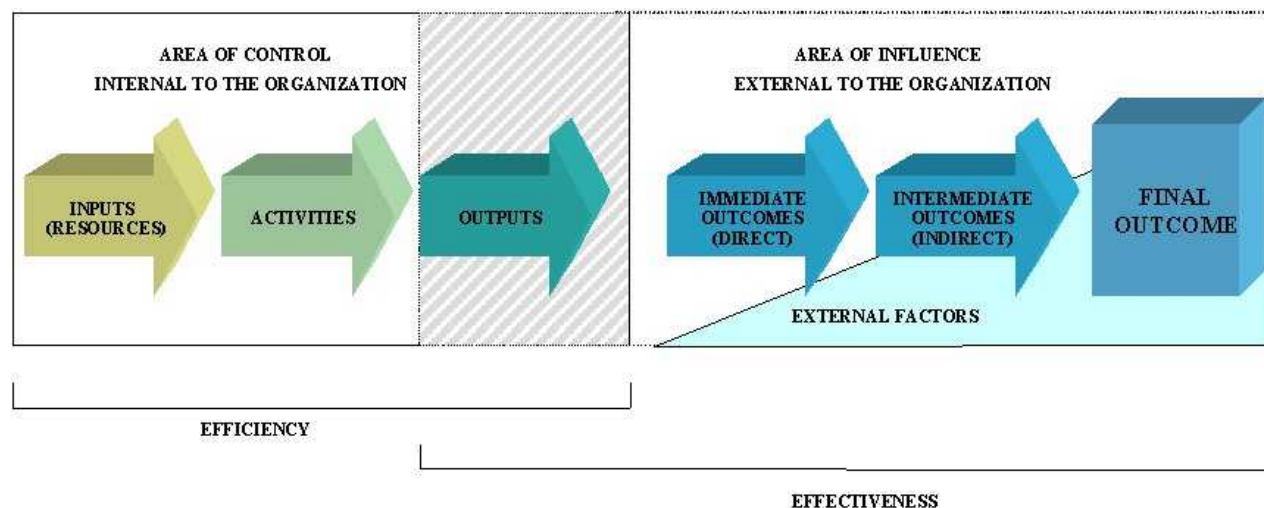 AREA OF CONTROL
INTERNAL TO THE ORGANIZATION
AREA OF INFLUENCE
EXTERNAL TO THE ORGANIZATION
INPUTS
(RESOURCES)
ACTIVITIES
OUTPUTS
IMMEDIATE
OUTCOMES
(DIRECT)
INTERMEDIATE
OUTCOMES
(INDIRECT)
FINAL
OUTCOME
EXTERNAL FACTORS
EFFICIENCY
EFFECTIVENESS